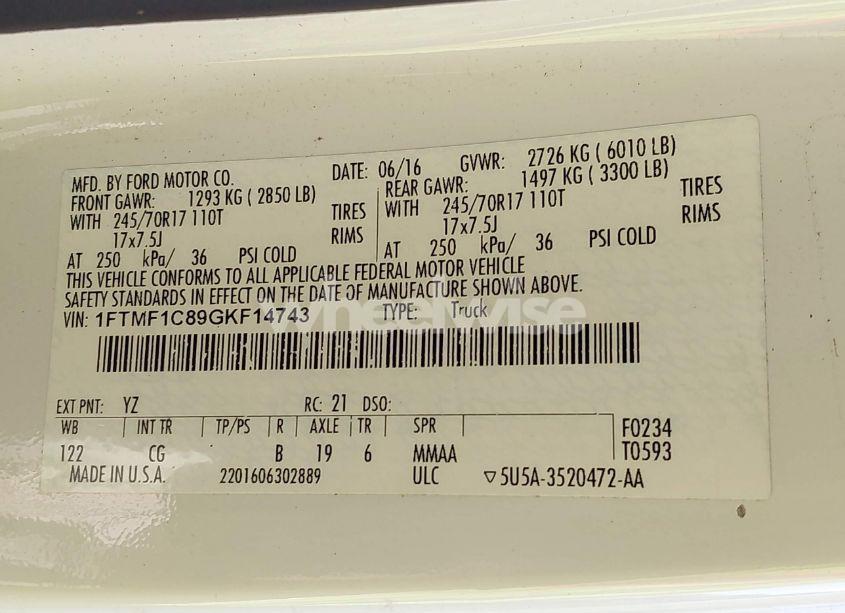 MFD. BY FORD MOTOR CO. DATE: 06/16 GVWR: 2726 KG ( 6010 LB)
FRONT GAWR: 1293 KG ( 2850 LB) REAR GAWR: 1497 KG ( 3300 LB)
WITH 245/70R17 110T TIRES WITH 245/70R17 110T TIRES
17x7.5J RIMS 17x7.5J RIMS
AT 250 kPa/ 36 PSI COLD AT 250 kPa/ 36 PSI COLD
THIS VEHICLE CONFORMS TO ALL APPLICABLE FEDERAL MOTOR VEHICLE
SAFETY STANDARDS IN EFFECT ON THE DATE OF MANUFACTURE SHOWN ABOVE.
VIN: 1FTMF1C89GKF14743 TYPE: Truck
wheelwise
EXT PNT: YZ RC: 21 DSO:
WB INT TR TP/PS R AXLE TR SPR F0234
122 CG B 19 6 MMAA T0593
MADE IN U.S.A. 2201606302889 ULC ▽5U5A-3520472-AA